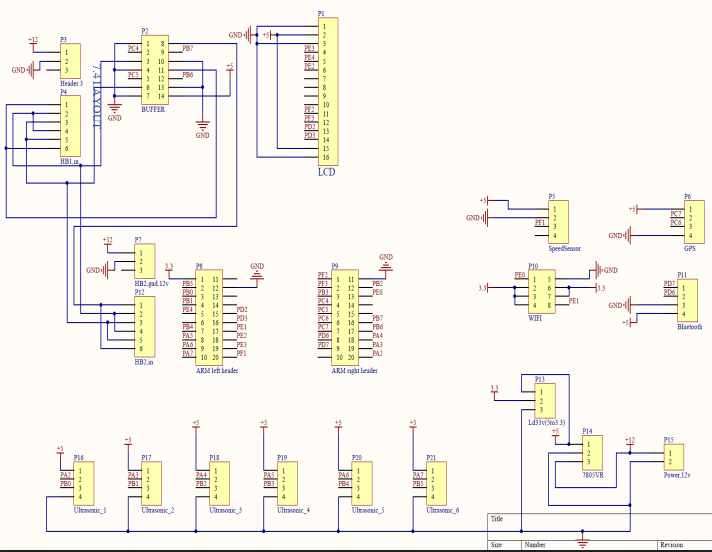 P1
GND
+5
1
2
3
4
5
6
7
8
9
10
11
12
13
14
15
16
PE3
PE4
PE5
PE2
PF3
PD2
PD3
LCD
P2
1 8
2 9
3 10
4 11
5 12
6 13
7 14
PC4
PB7
PC5
PB6
+5
BUFFER
GND
GND
+12
P3
1
2
3
GND
Header 3
7.4HAYOUT
P4
1
2
3
4
5
6
HB1.in
P7
+12
1
2
3
GND
HB2.gnd,12v
P12
1
2
3
4
5
6
HB2.in
3.3
P8
GND
1 11
2 12
3 13
4 14
5 15
6 16
7 17
8 18
9 19
10 20
PB5
PB0
PB1
PE4
PB4
PA5
PA6
PA7
PD2
PD3
PE1
PE2
PE3
PF1
ARM left header
P9
GND
1 11
2 12
3 13
4 14
5 15
6 16
7 17
8 18
9 19
10 20
PF2
PF3
PB3
PC4
PC5
PC6
PC7
PD6
PD7
PB2
PE0
PB7
PB6
PA4
PA3
PA2
ARM right header
+5
P5
1
2
3
4
GND
PF1
SpeedSensor
P6
+5
1
2
3
4
PC7
PC6
GND
GPS
P10
PE0
GND
1 5
2 6
3 7
4 8
3.3
3.3
PE1
WIFI
P11
PD7
PD6
1
2
3
4
GND
+5
Bluetooth
P13
3.3
1
2
3
Ld33v(5to3.3)
P14
+5
1
2
3
7805VR
+12
P15
1
2
Power,12v
+5
P16
PA2
PB0
1
2
3
4
Ultrasonic_1
+5
P17
PA3
PB1
1
2
3
4
Ultrasonic_2
+5
P18
PA4
PB2
1
2
3
4
Ultrasonic_3
+5
P19
PA5
PB3
1
2
3
4
Ultrasonic_4
+5
P20
PA6
PB4
1
2
3
4
Ultrasonic_5
+5
P21
PA7
PB5
1
2
3
4
Ultrasonic_6
Title
Size Number Revision